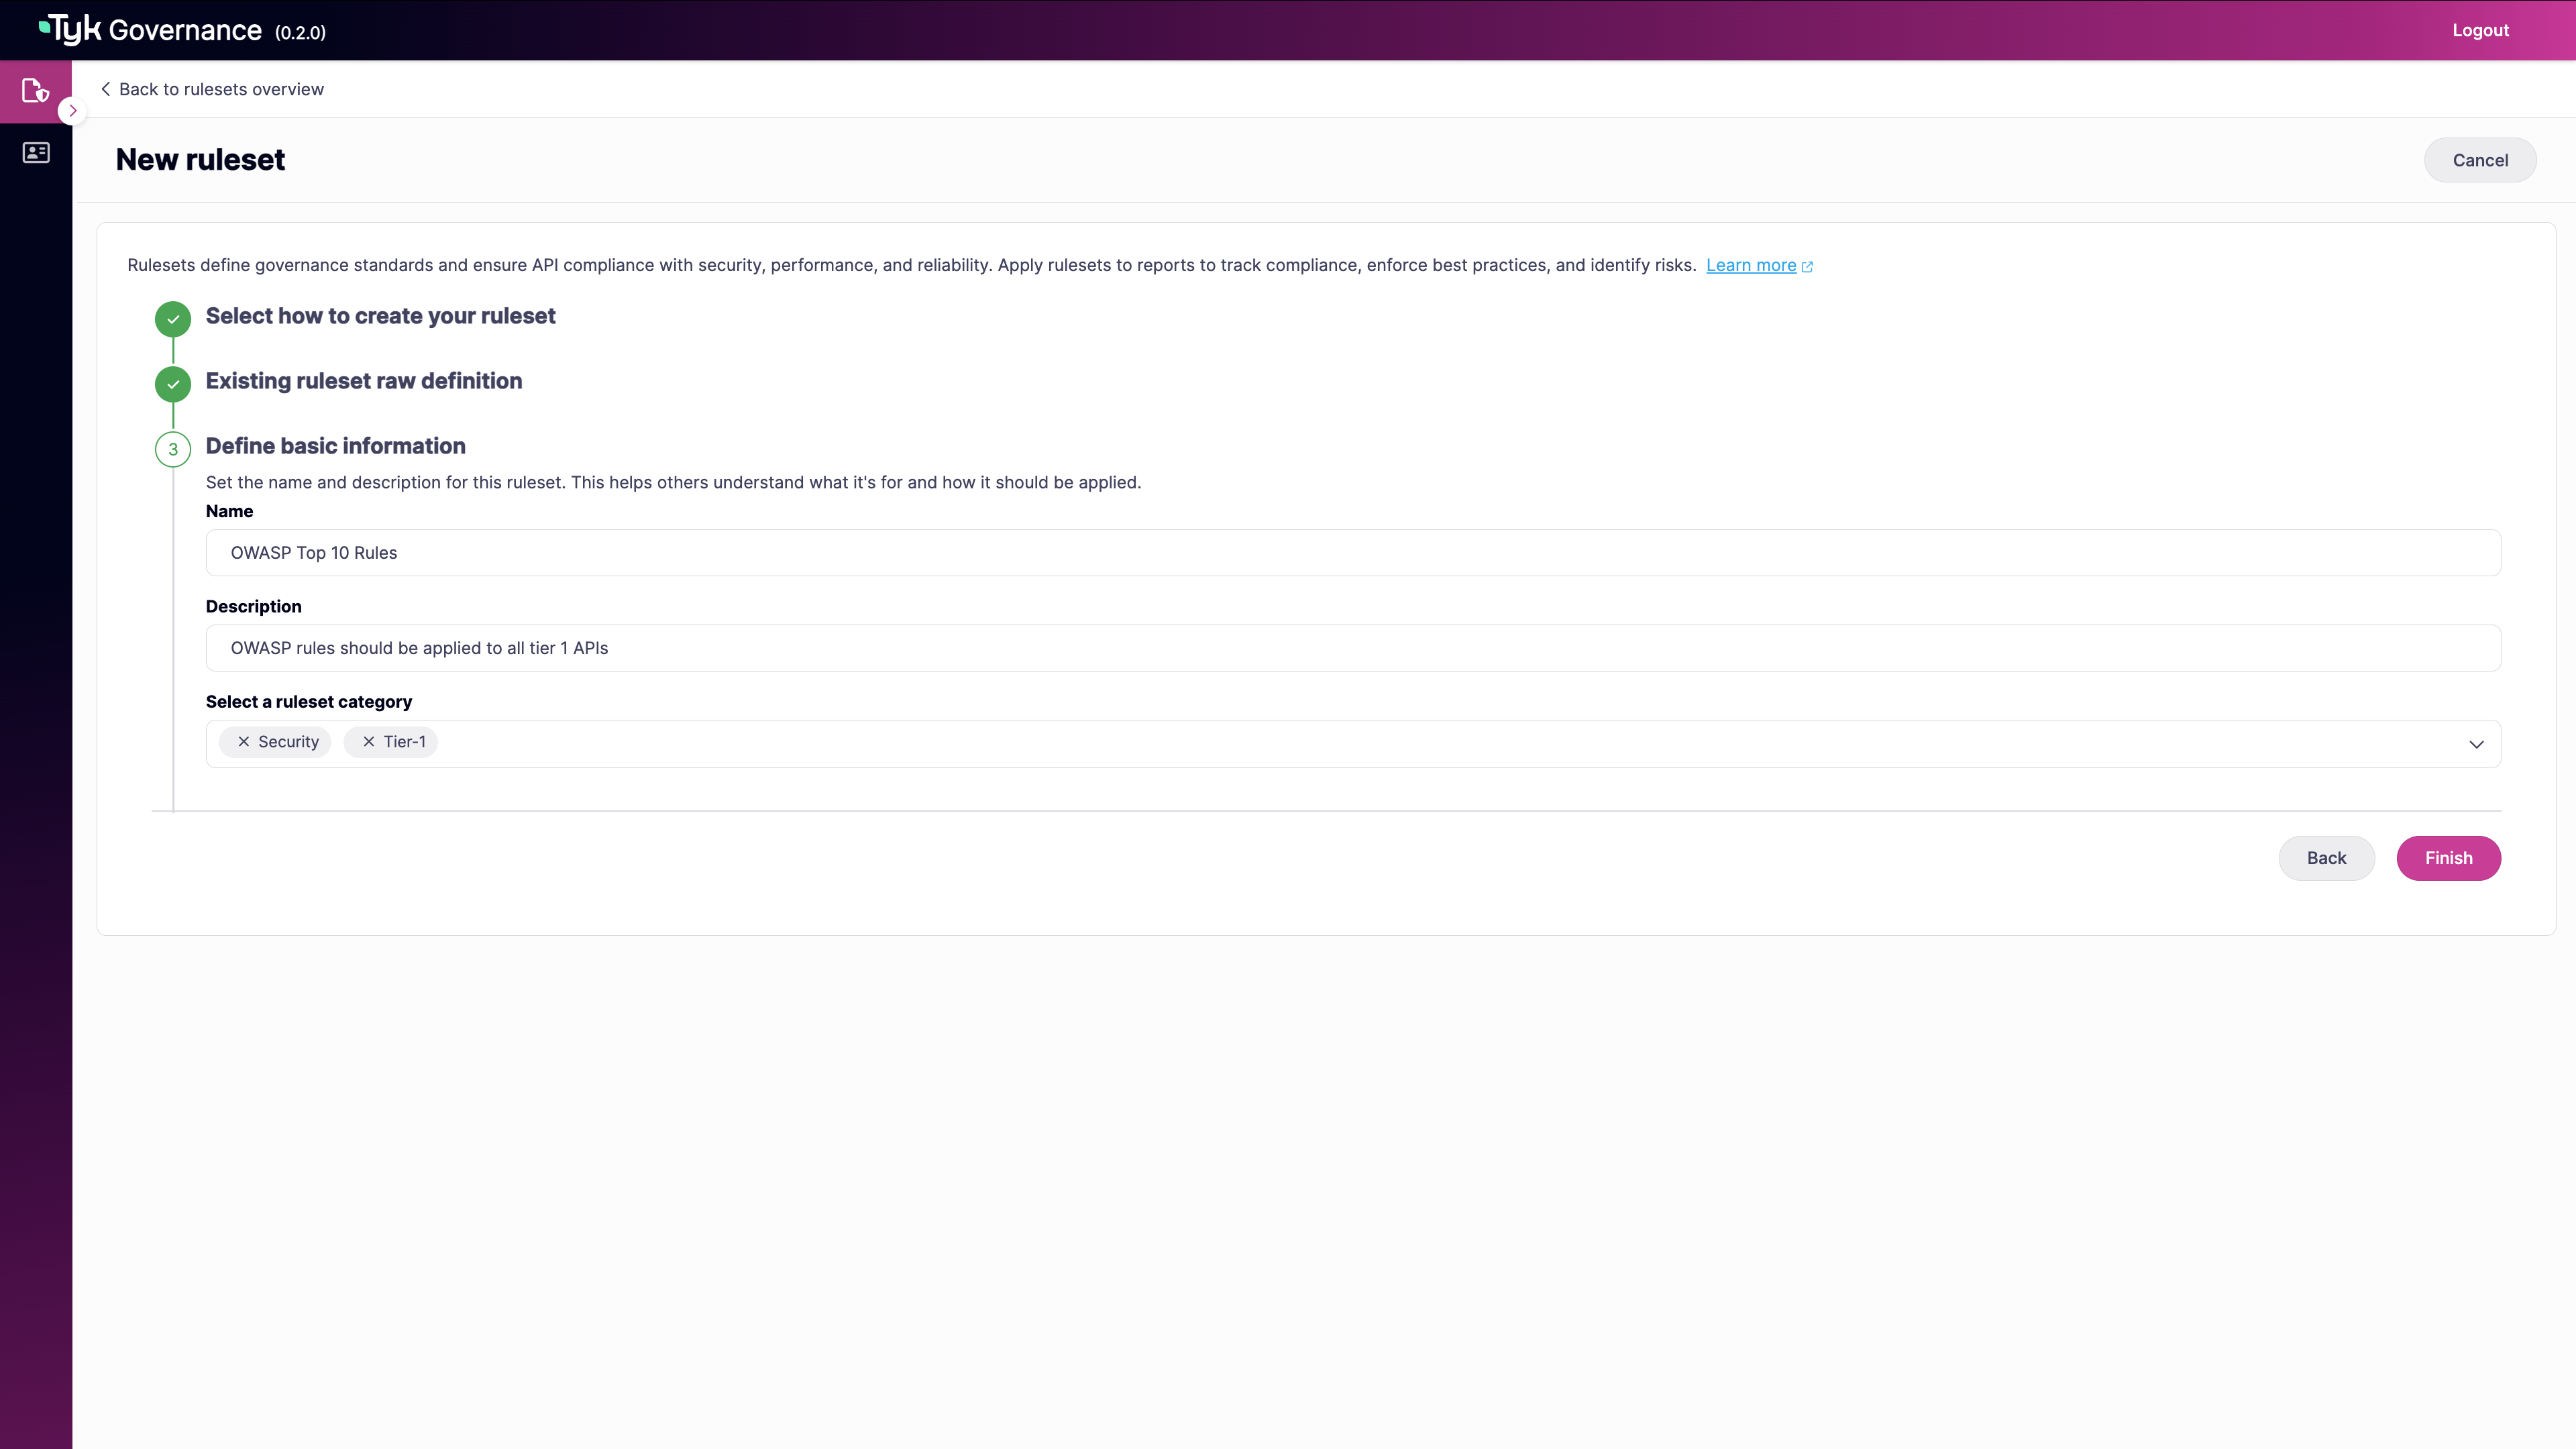 Tyk Governance (0.2.0)
Logout
Back to rulesets overview
New ruleset
Cancel
Rulesets define governance standards and ensure API compliance with security, performance, and reliability. Apply rulesets to reports to track compliance, enforce best practices, and identify risks. Learn more
Select how to create your ruleset
Existing ruleset raw definition
3 Define basic information
Set the name and description for this ruleset. This helps others understand what it's for and how it should be applied.
Name
OWASP Top 10 Rules
Description
OWASP rules should be applied to all tier 1 APIs
Select a ruleset category
Security Tier-1
Back Finish